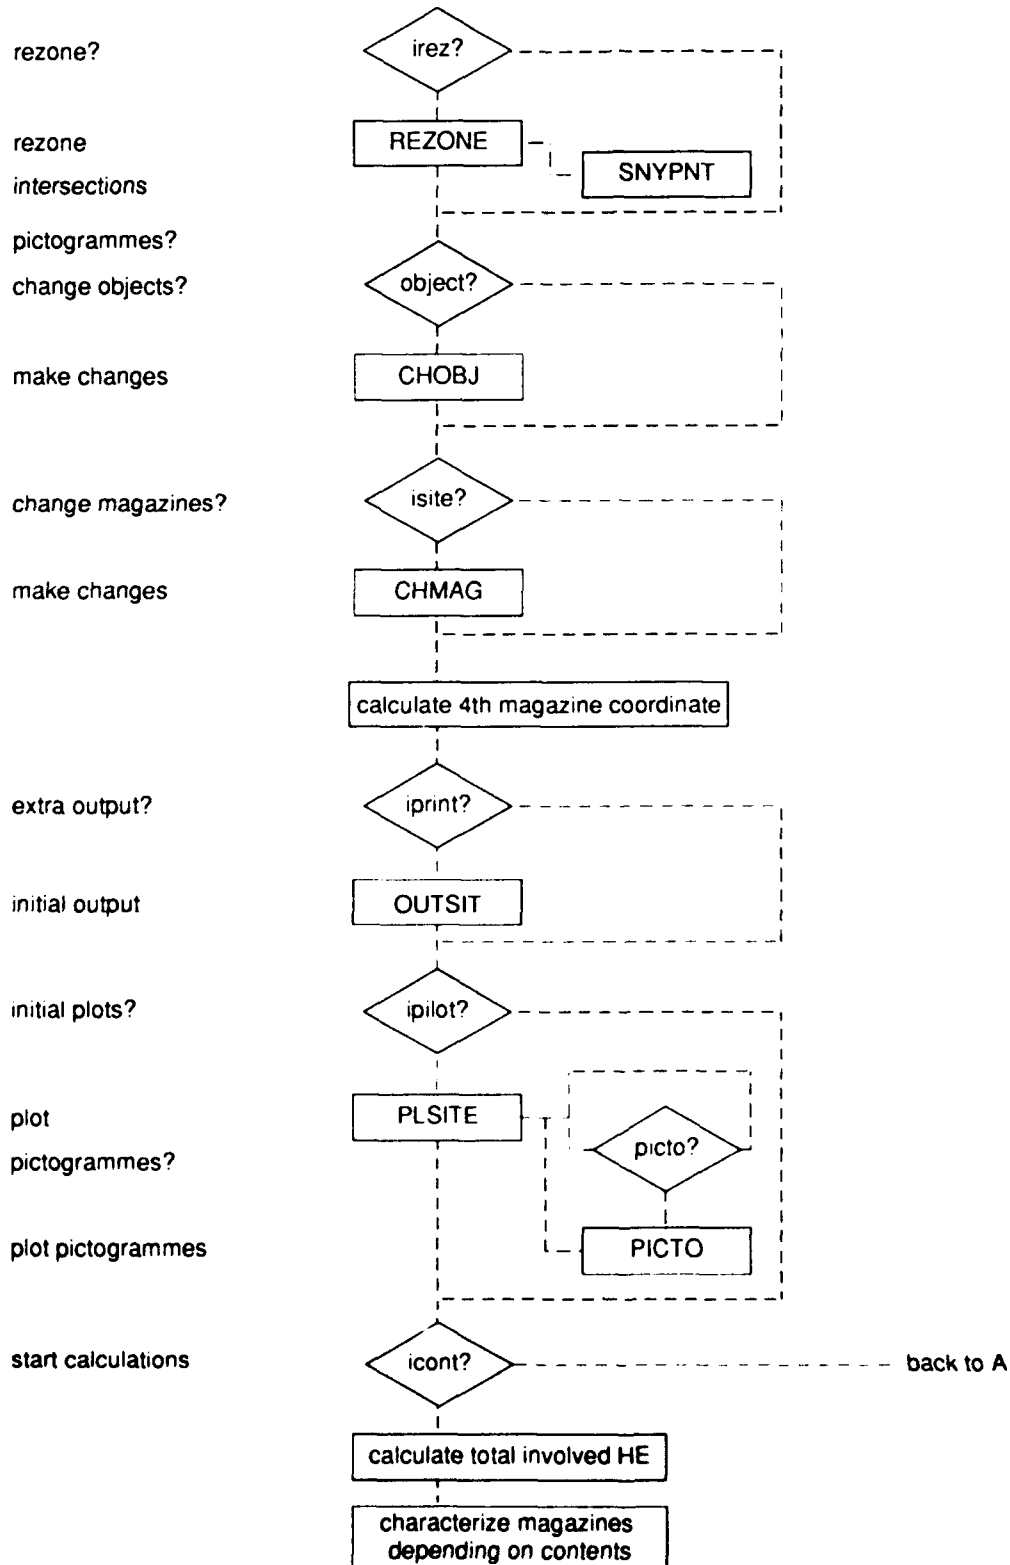 rezone?
irez?
rezone
REZONE
SNYPNT
intersections
pictogrammes?
change objects?
object?
make changes
CHOBJ
change magazines?
isite?
make changes
CHMAG
calculate 4th magazine coordinate
extra output?
iprint?
initial output
OUTSIT
initial plots?
ipilot?
plot
PLSITE
pictogrammes?
picto?
plot pictogrammes
PICTO
start calculations
icont?
back to A
calculate total involved HE
characterize magazines
depending on contents